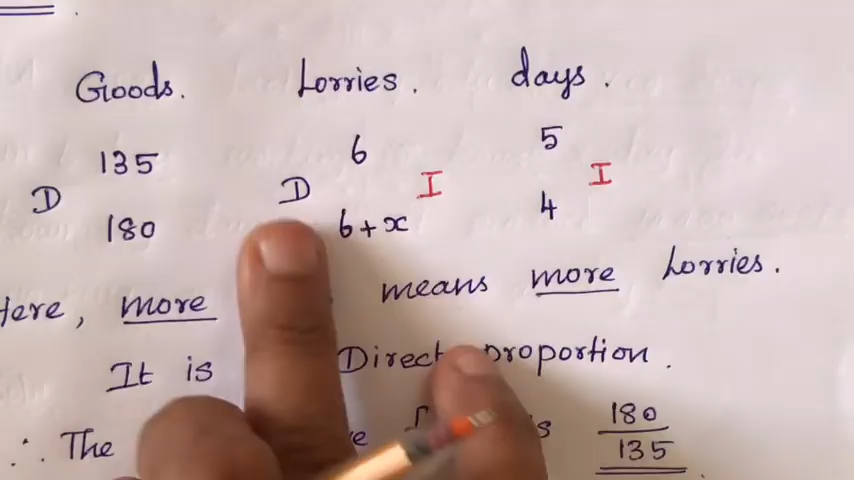 Goods. Lorries. days.
135 6 5
D D I I
180 6+x 4
Here, more means more Lorries.
It is Direct proportion.
∴ The is 180/135.